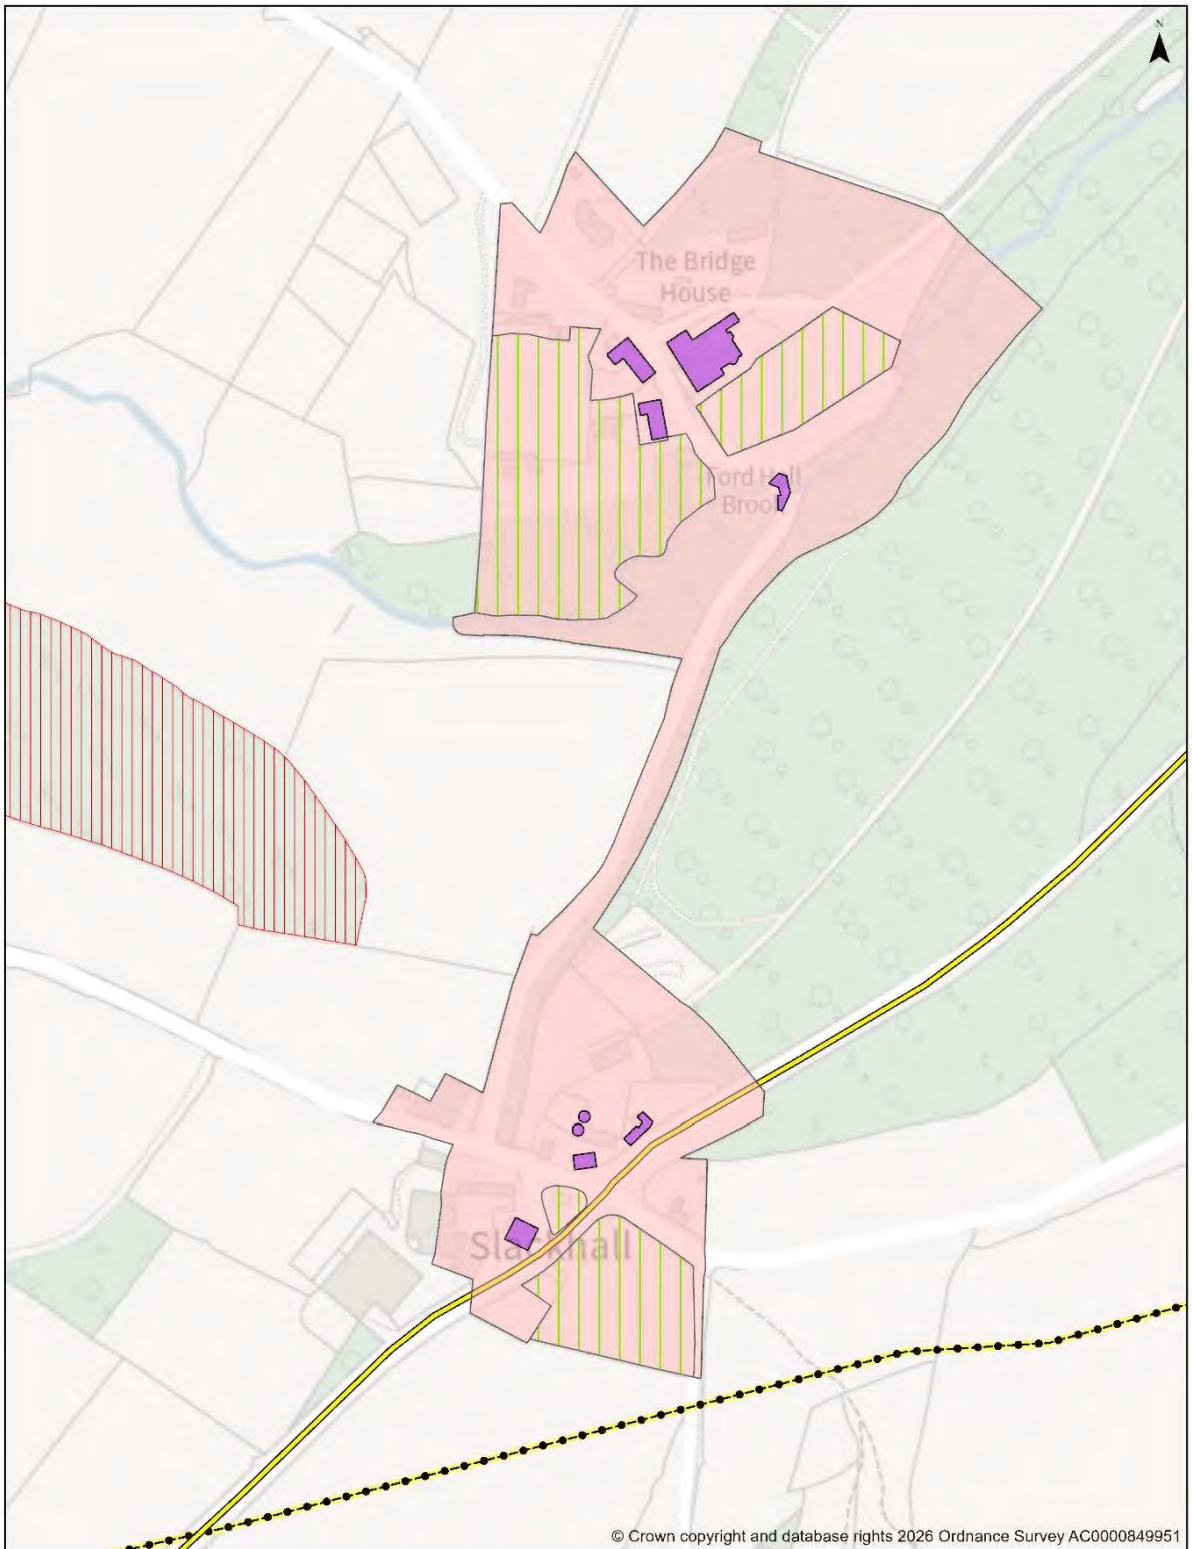 N
The Bridge
House
Ford Hall
Brook
Slackhall
© Crown copyright and database rights 2026 Ordnance Survey AC0000849951